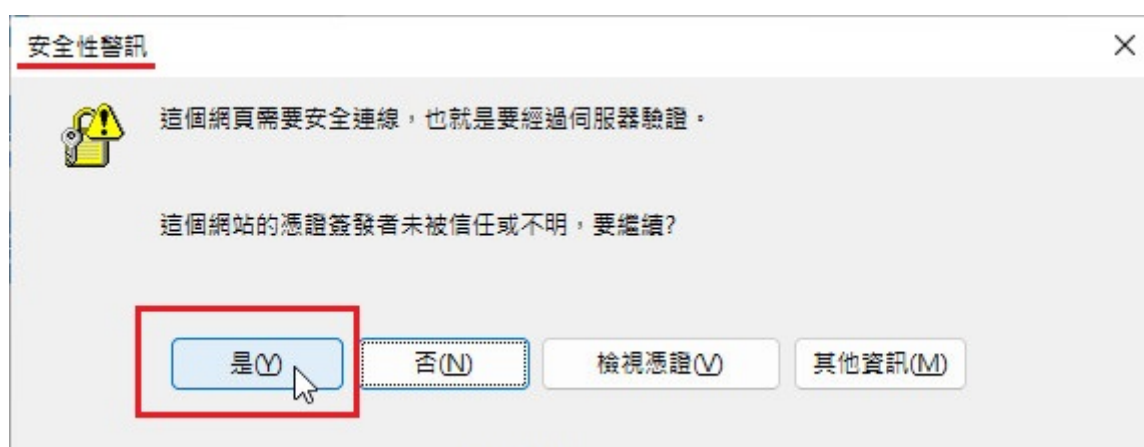 安全性警訊
這個網頁需要安全連線，也就是要經過伺服器驗證。
這個網站的憑證簽發者未被信任或不明，要繼續?
是(Y) 否(N) 檢視憑證(V) 其他資訊(M)